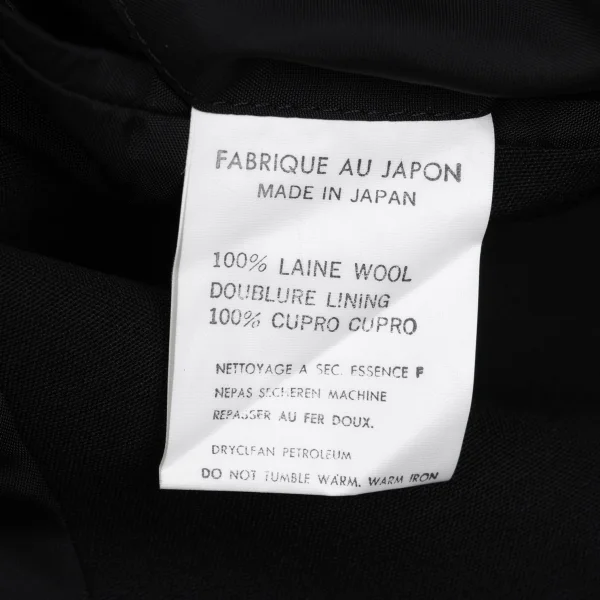 FABRIQUE AU JAPON
MADE IN JAPAN
100% LAINE WOOL
DOUBLURE LINING
100% CUPRO CUPRO
NETTOYAGE A SEC. ESSENCE F
NEPAS SECHEREN MACHINE
REPASSER AU FER DOUX.
DRYCLEAN PETROLEUM
DO NOT TUMBLE WARM. WARM IRON